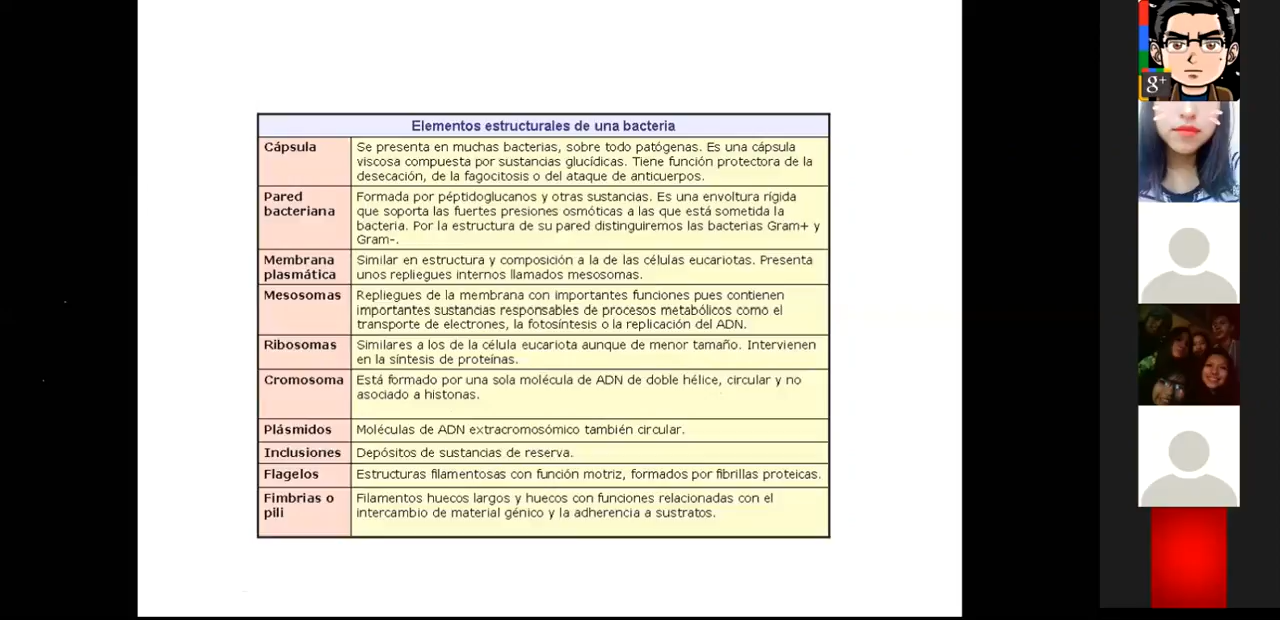 Elementos estructurales de una bacteria
Cápsula
Se presenta en muchas bacterias, sobre todo patógenas. Es una cápsula
viscosa compuesta por sustancias glucídicas. Tiene función protectora de la
desecación, de la fagocitosis o del ataque de anticuerpos.
Pared
bacteriana
Formada por péptidoglucanos y otras sustancias. Es una envoltura rígida
que soporta las fuertes presiones osmóticas a las que está sometida la
bacteria. Por la estructura de su pared distinguiremos las bacterias Gram+ y
Gram-.
Membrana
plasmática
Similar en estructura y composición a la de las células eucariotas. Presenta
unos repliegues internos llamados mesosomas.
Mesosomas
Repliegues de la membrana con importantes funciones pues contienen
importantes sustancias responsables de procesos metabólicos como el
transporte de electrones, la fotosíntesis o la replicación del ADN.
Ribosomas
Similares a los de la célula eucariota aunque de menor tamaño. Intervienen
en la síntesis de proteínas.
Cromosoma
Está formado por una sola molécula de ADN de doble hélice, circular y no
asociado a histonas.
Plásmidos
Moléculas de ADN extracromosómico también circular.
Inclusiones
Depósitos de sustancias de reserva.
Flagelos
Estructuras filamentosas con función motriz, formados por fibrillas proteicas.
Fimbrias o
pili
Filamentos huecos largos y huecos con funciones relacionadas con el
intercambio de material génico y la adherencia a sustratos.
g+